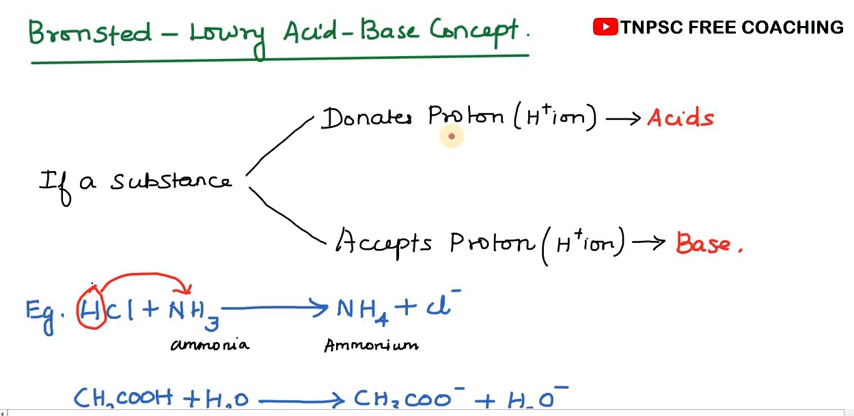 Bronsted – Lowry Acid – Base Concept.
TNPSC FREE COACHING
Donates Proton (H⁺ion) → Acids
If a substance
Accepts Proton (H⁺ion) → Base.
Eg. HCl + NH₃ → NH₄ + Cl⁻
ammonia Ammonium
CH₃COOH + H₂O → CH₃COO⁻ + H₃O⁻